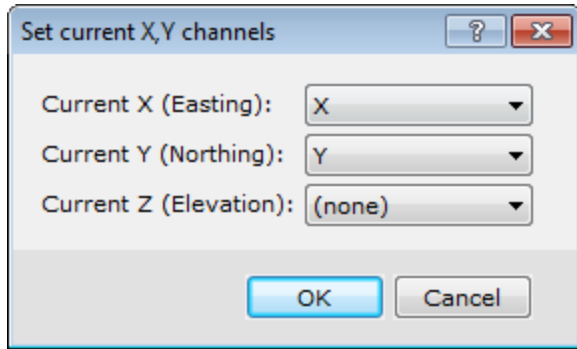 Set current X,Y channels ?
Current X (Easting): X
Current Y (Northing): Y
Current Z (Elevation): (none)
OK Cancel